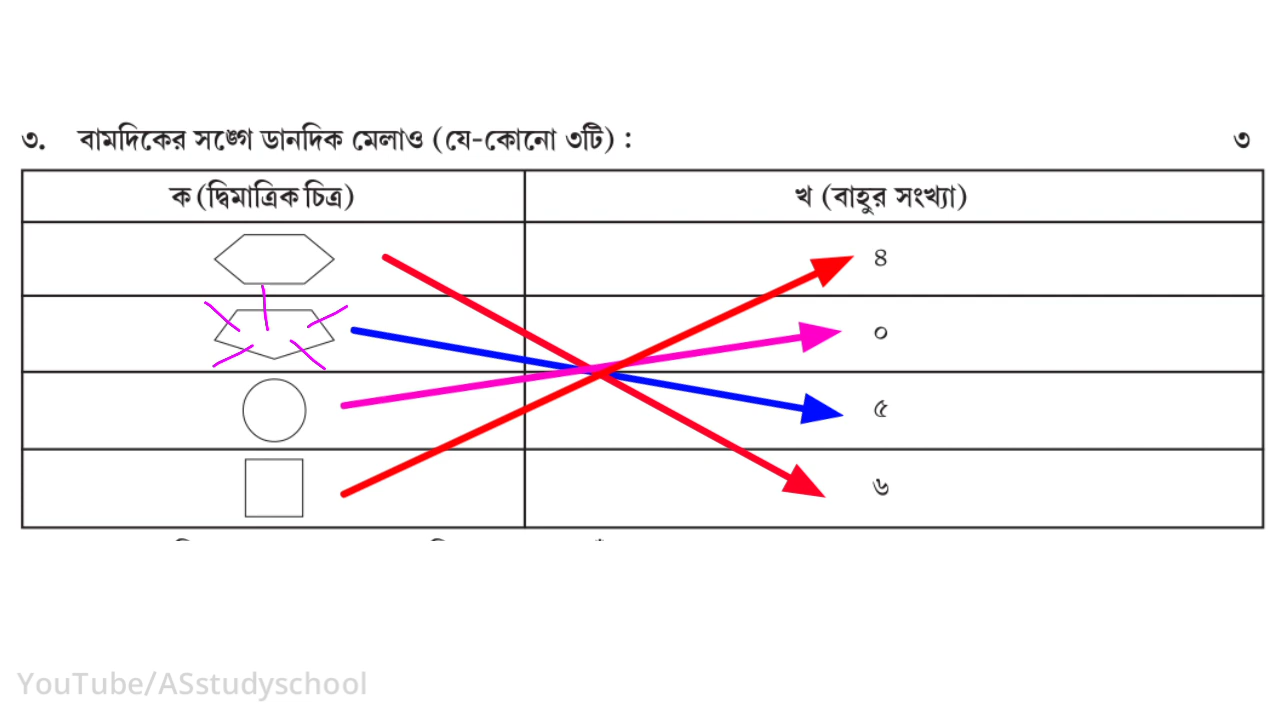 ৩. বামদিকের সঙ্গে ডানদিক মেলাও (যে-কোনো ৩টি) : ৩
ক (দ্বিমাত্রিক চিত্র) খ (বাহুর সংখ্যা)
৪
০
৫
৬
YouTube/ASstudyschool